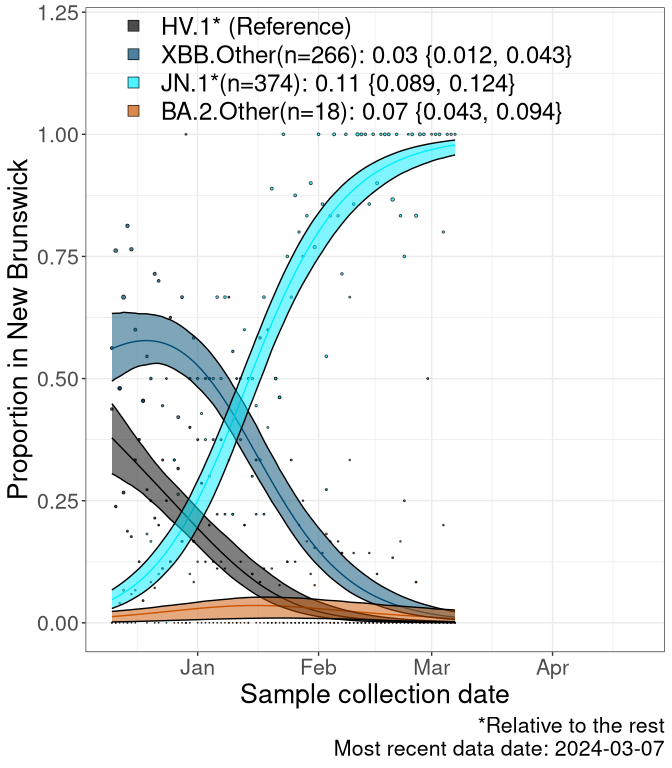 1.25
HV.1* (Reference)
XBB.Other(n=266): 0.03 {0.012, 0.043}
JN.1*(n=374): 0.11 {0.089, 0.124}
BA.2.Other(n=18): 0.07 {0.043, 0.094}
1.00
0.75
0.50
0.25
0.00
Proportion in New Brunswick
Jan Feb Mar Apr
Sample collection date
*Relative to the rest
Most recent data date: 2024-03-07